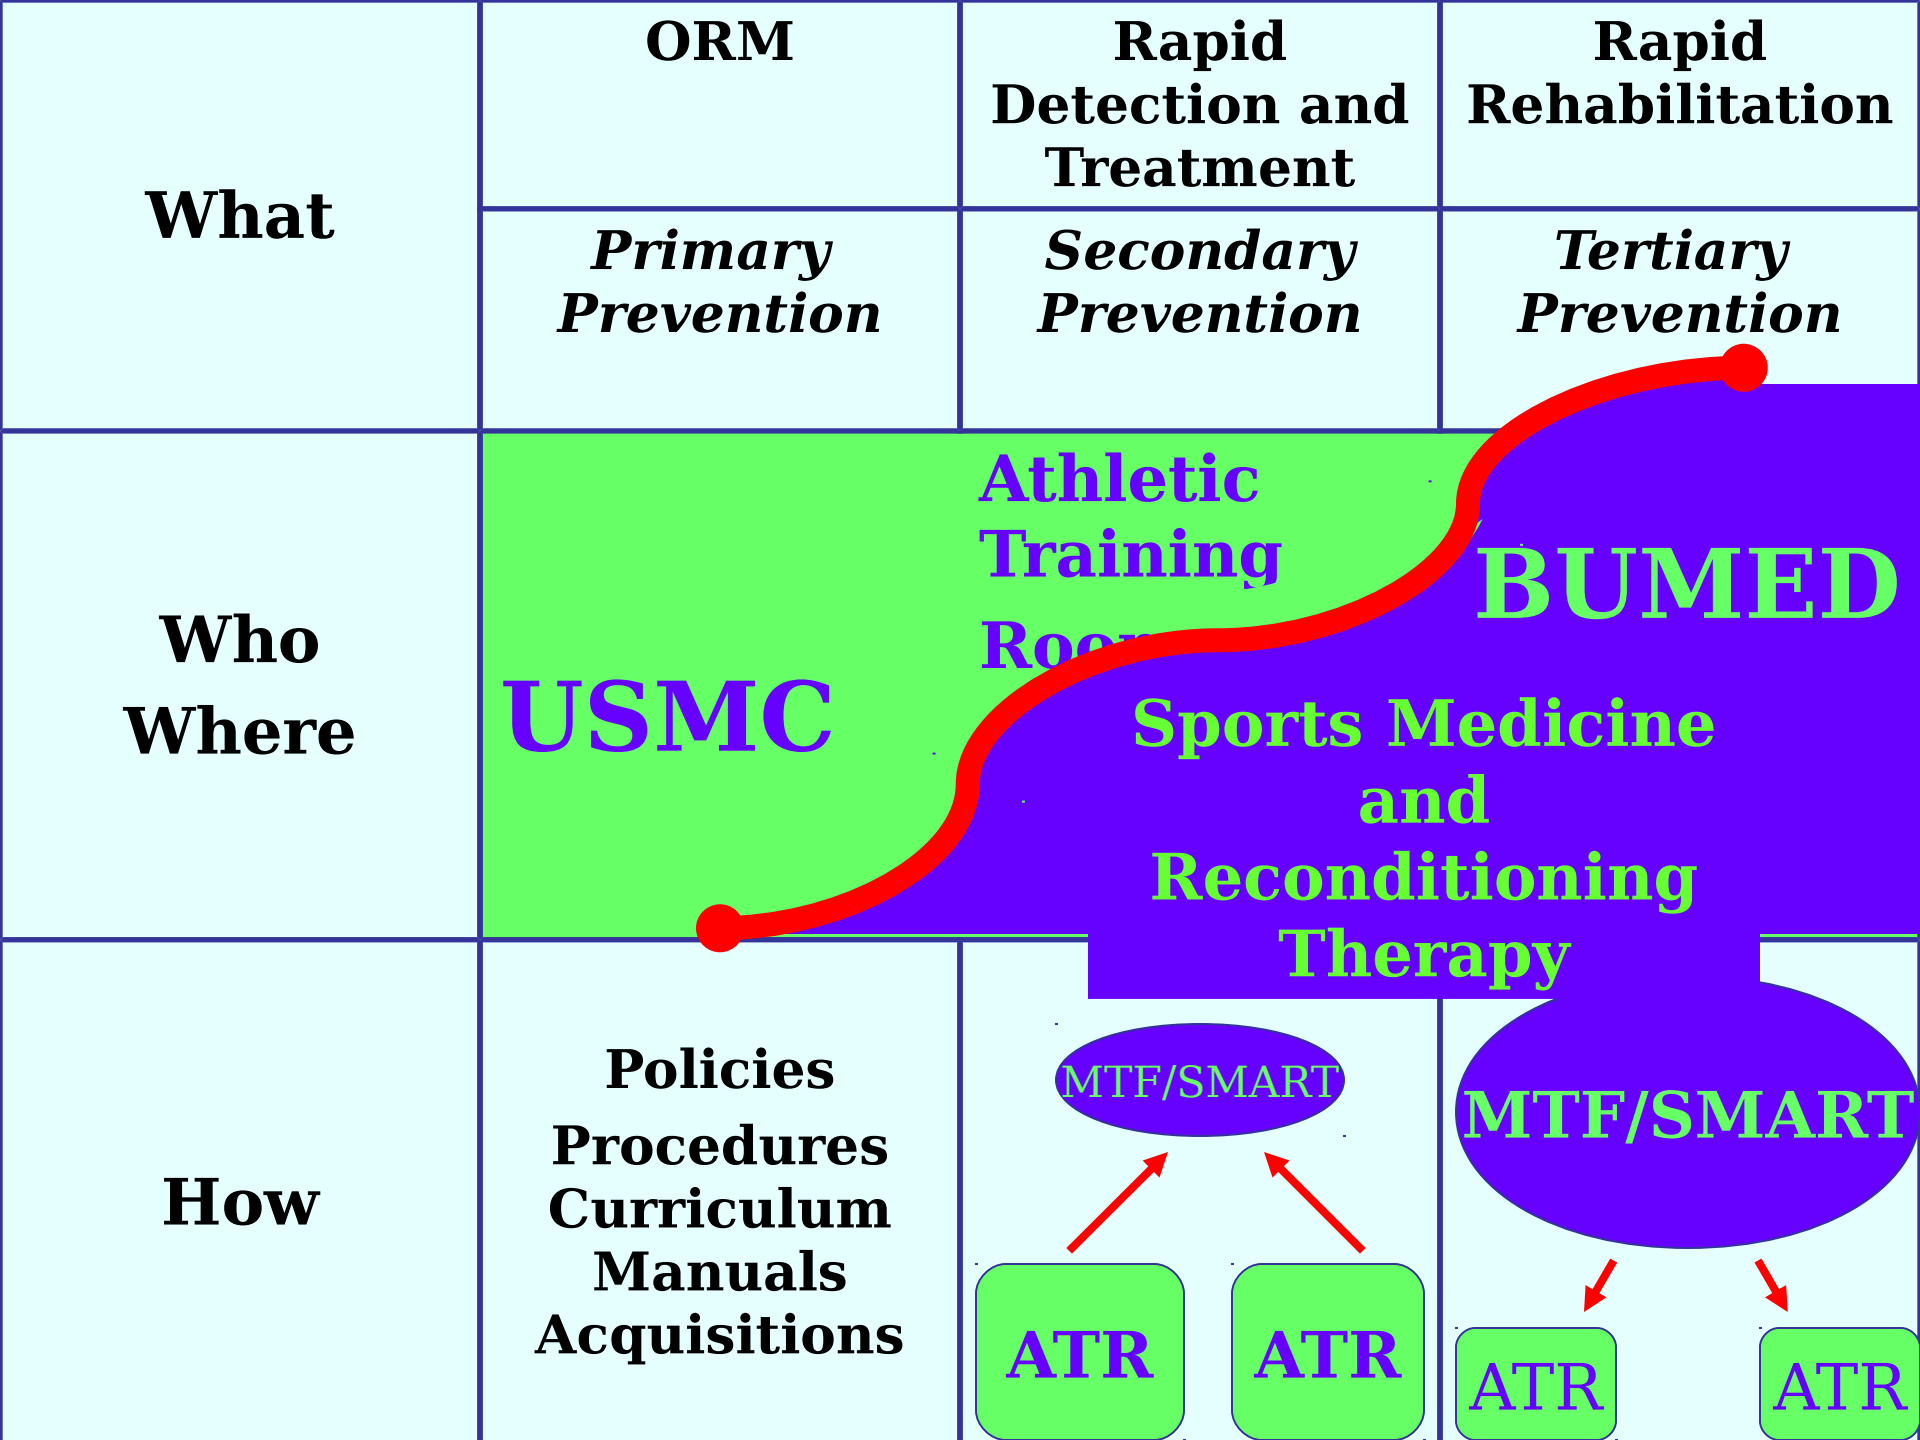 What
ORM
Rapid
Detection and
Treatment
Rapid
Rehabilitation
Primary
Prevention
Secondary
Prevention
Tertiary
Prevention
Who
Where
USMC
Athletic
Training
BUMED
Sports Medicine
and
Reconditioning
Therapy
How
Policies
Procedures
Curriculum
Manuals
Acquisitions
MTF/SMART
ATR
ATR
MTF/SMART
ATR
ATR